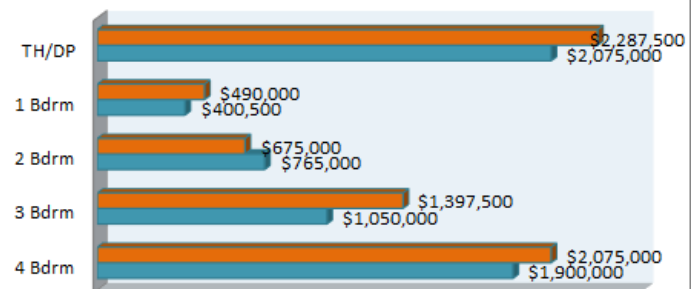 TH/DP
$2,287,500
$2,075,000
1 Bdrm
$490,000
$400,500
2 Bdrm
$675,000
$765,000
3 Bdrm
$1,397,500
$1,050,000
4 Bdrm
$2,075,000
$1,900,000